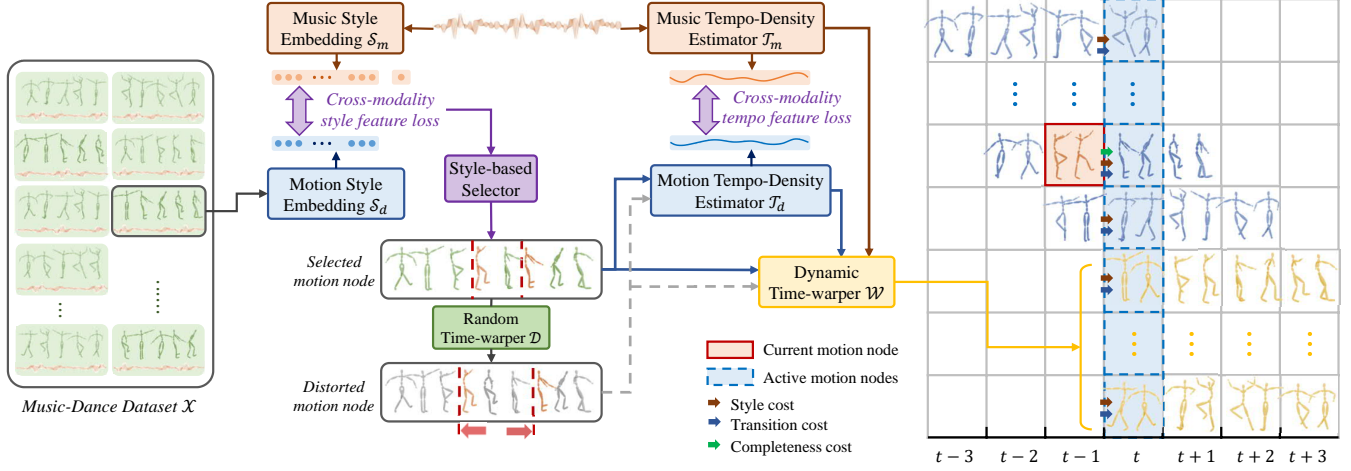 Music Style
Embedding 𝒮ₘ
Music Tempo-Density
Estimator 𝒯ₘ
Cross-modality
style feature loss
Cross-modality
tempo feature loss
Motion Style
Embedding 𝒮_d
Style-based
Selector
Motion Tempo-Density
Estimator 𝒯_d
Selected
motion node
Dynamic
Time-warper 𝒲
Random
Time-warper 𝒟
Distorted
motion node
Music-Dance Dataset 𝒳
Current motion node
Active motion nodes
Style cost
Transition cost
Completeness cost
t − 3 t − 2 t − 1 t t + 1 t + 2 t + 3